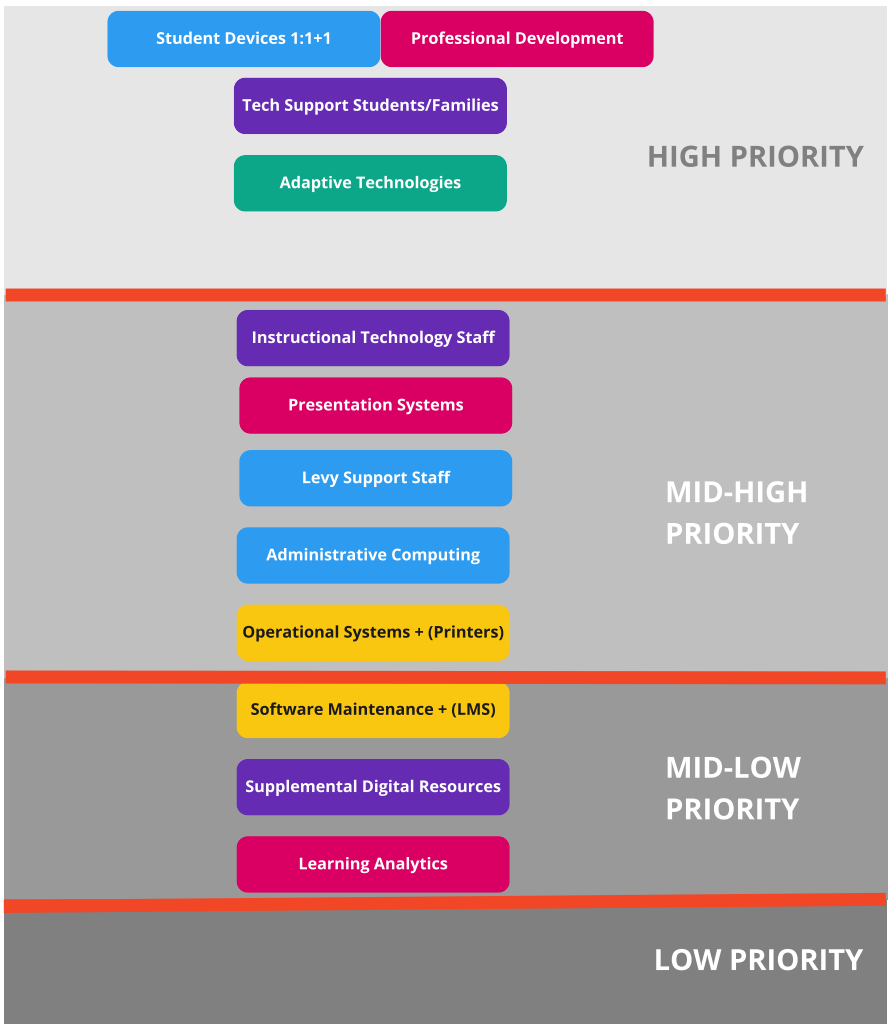 Student Devices 1:1+1
Professional Development
Tech Support Students/Families
HIGH PRIORITY
Adaptive Technologies
Instructional Technology Staff
Presentation Systems
Levy Support Staff
MID-HIGH
PRIORITY
Administrative Computing
Operational Systems + (Printers)
Software Maintenance + (LMS)
MID-LOW
PRIORITY
Supplemental Digital Resources
Learning Analytics
LOW PRIORITY